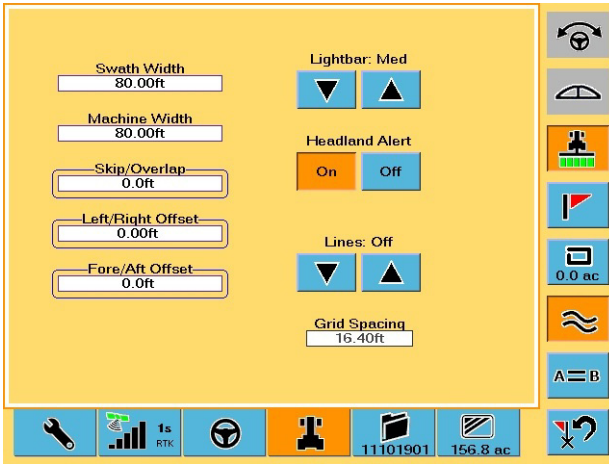 Swath Width
80.00ft
Machine Width
80.00ft
Skip/Overlap
0.0ft
Left/Right Offset
0.00ft
Fore/Aft Offset
0.0ft
Lightbar: Med
Headland Alert
On Off
Lines: Off
Grid Spacing
16.40ft
0.0 ac
A=B
1s
RTK
11101901
156.8 ac